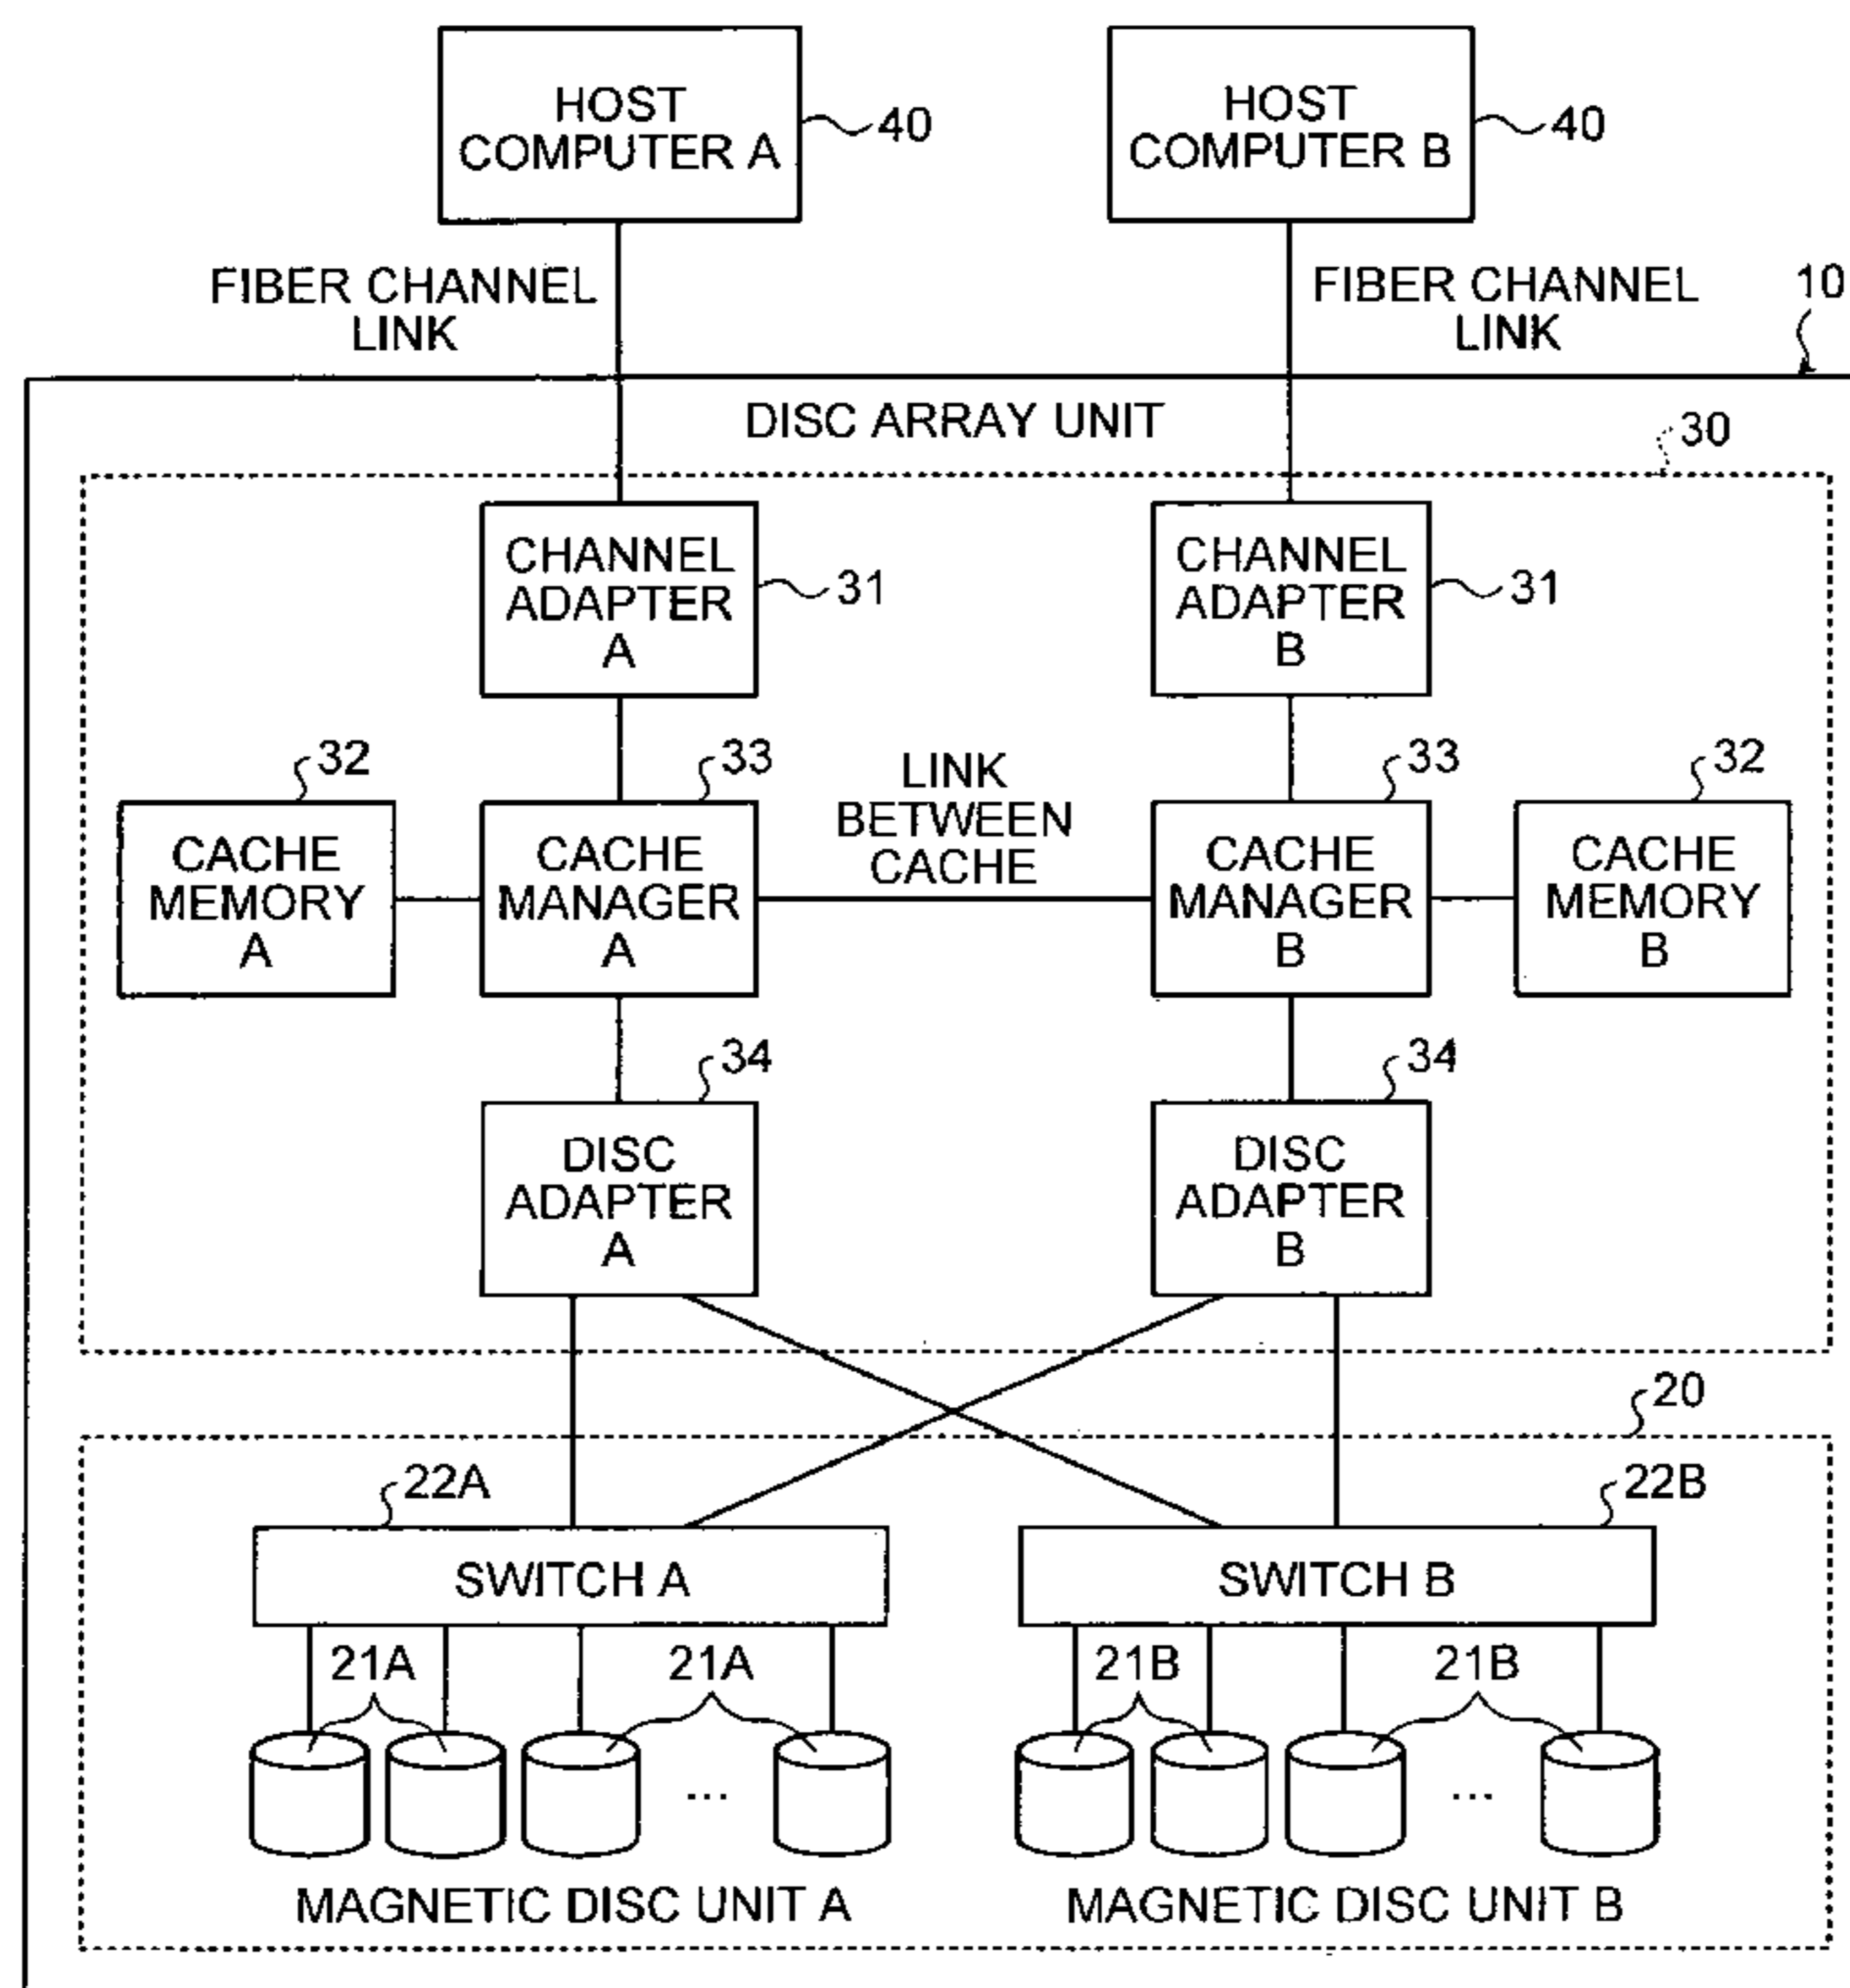 HOST
COMPUTER A
40
HOST
COMPUTER B
40
FIBER CHANNEL
LINK
FIBER CHANNEL
LINK
10
DISC ARRAY UNIT
30
CHANNEL
ADAPTER
A
31
CHANNEL
ADAPTER
B
31
32
CACHE
MEMORY
A
33
CACHE
MANAGER
A
LINK
BETWEEN
CACHE
33
CACHE
MANAGER
B
32
CACHE
MEMORY
B
34
DISC
ADAPTER
A
34
DISC
ADAPTER
B
20
22A
SWITCH A
22B
SWITCH B
21A
21A
21B
21B
...
...
MAGNETIC DISC UNIT A
MAGNETIC DISC UNIT B